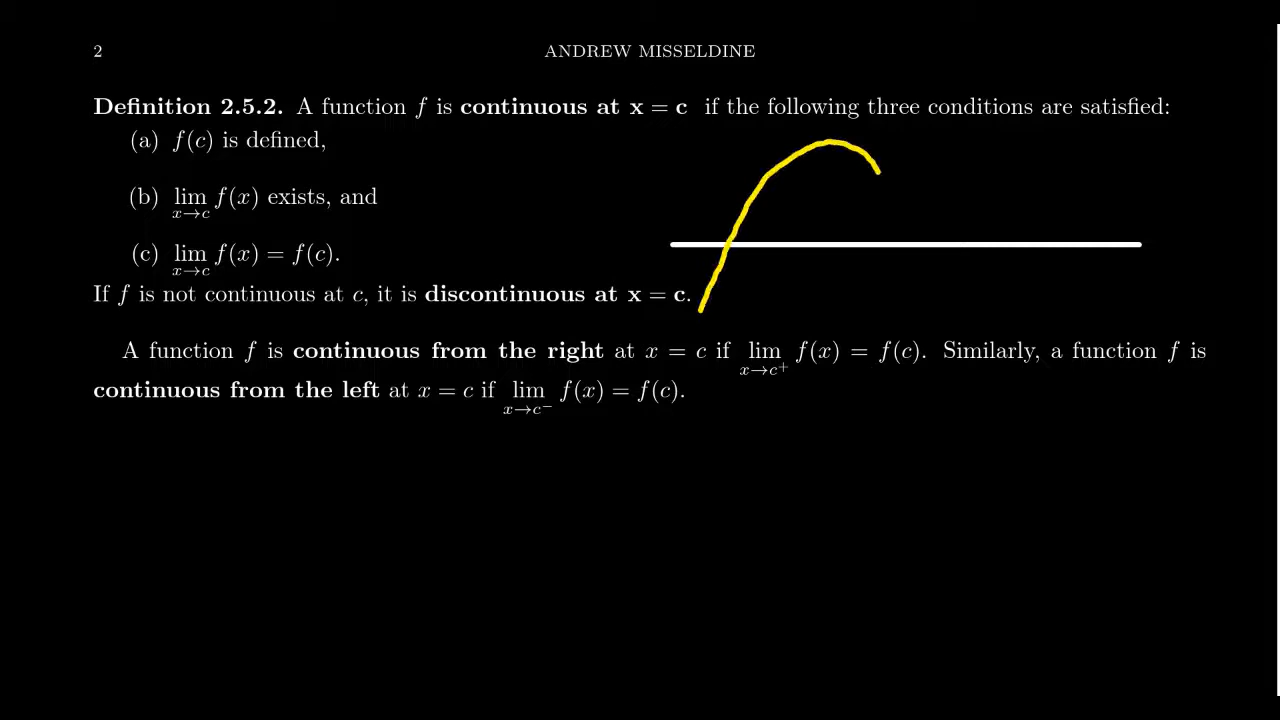 2 ANDREW MISSELDINE
Definition 2.5.2. A function f is continuous at x = c if the following three conditions are satisfied:
(a) f(c) is defined,
(b) lim_{x→c} f(x) exists, and
(c) lim_{x→c} f(x) = f(c).
If f is not continuous at c, it is discontinuous at x = c.
A function f is continuous from the right at x = c if lim_{x→c⁺} f(x) = f(c). Similarly, a function f is
continuous from the left at x = c if lim_{x→c⁻} f(x) = f(c).